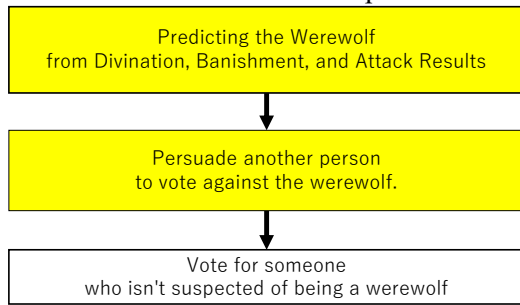 Predicting the Werewolf
from Divination, Banishment, and Attack Results
Persuade another person
to vote against the werewolf.
Vote for someone
who isn't suspected of being a werewolf